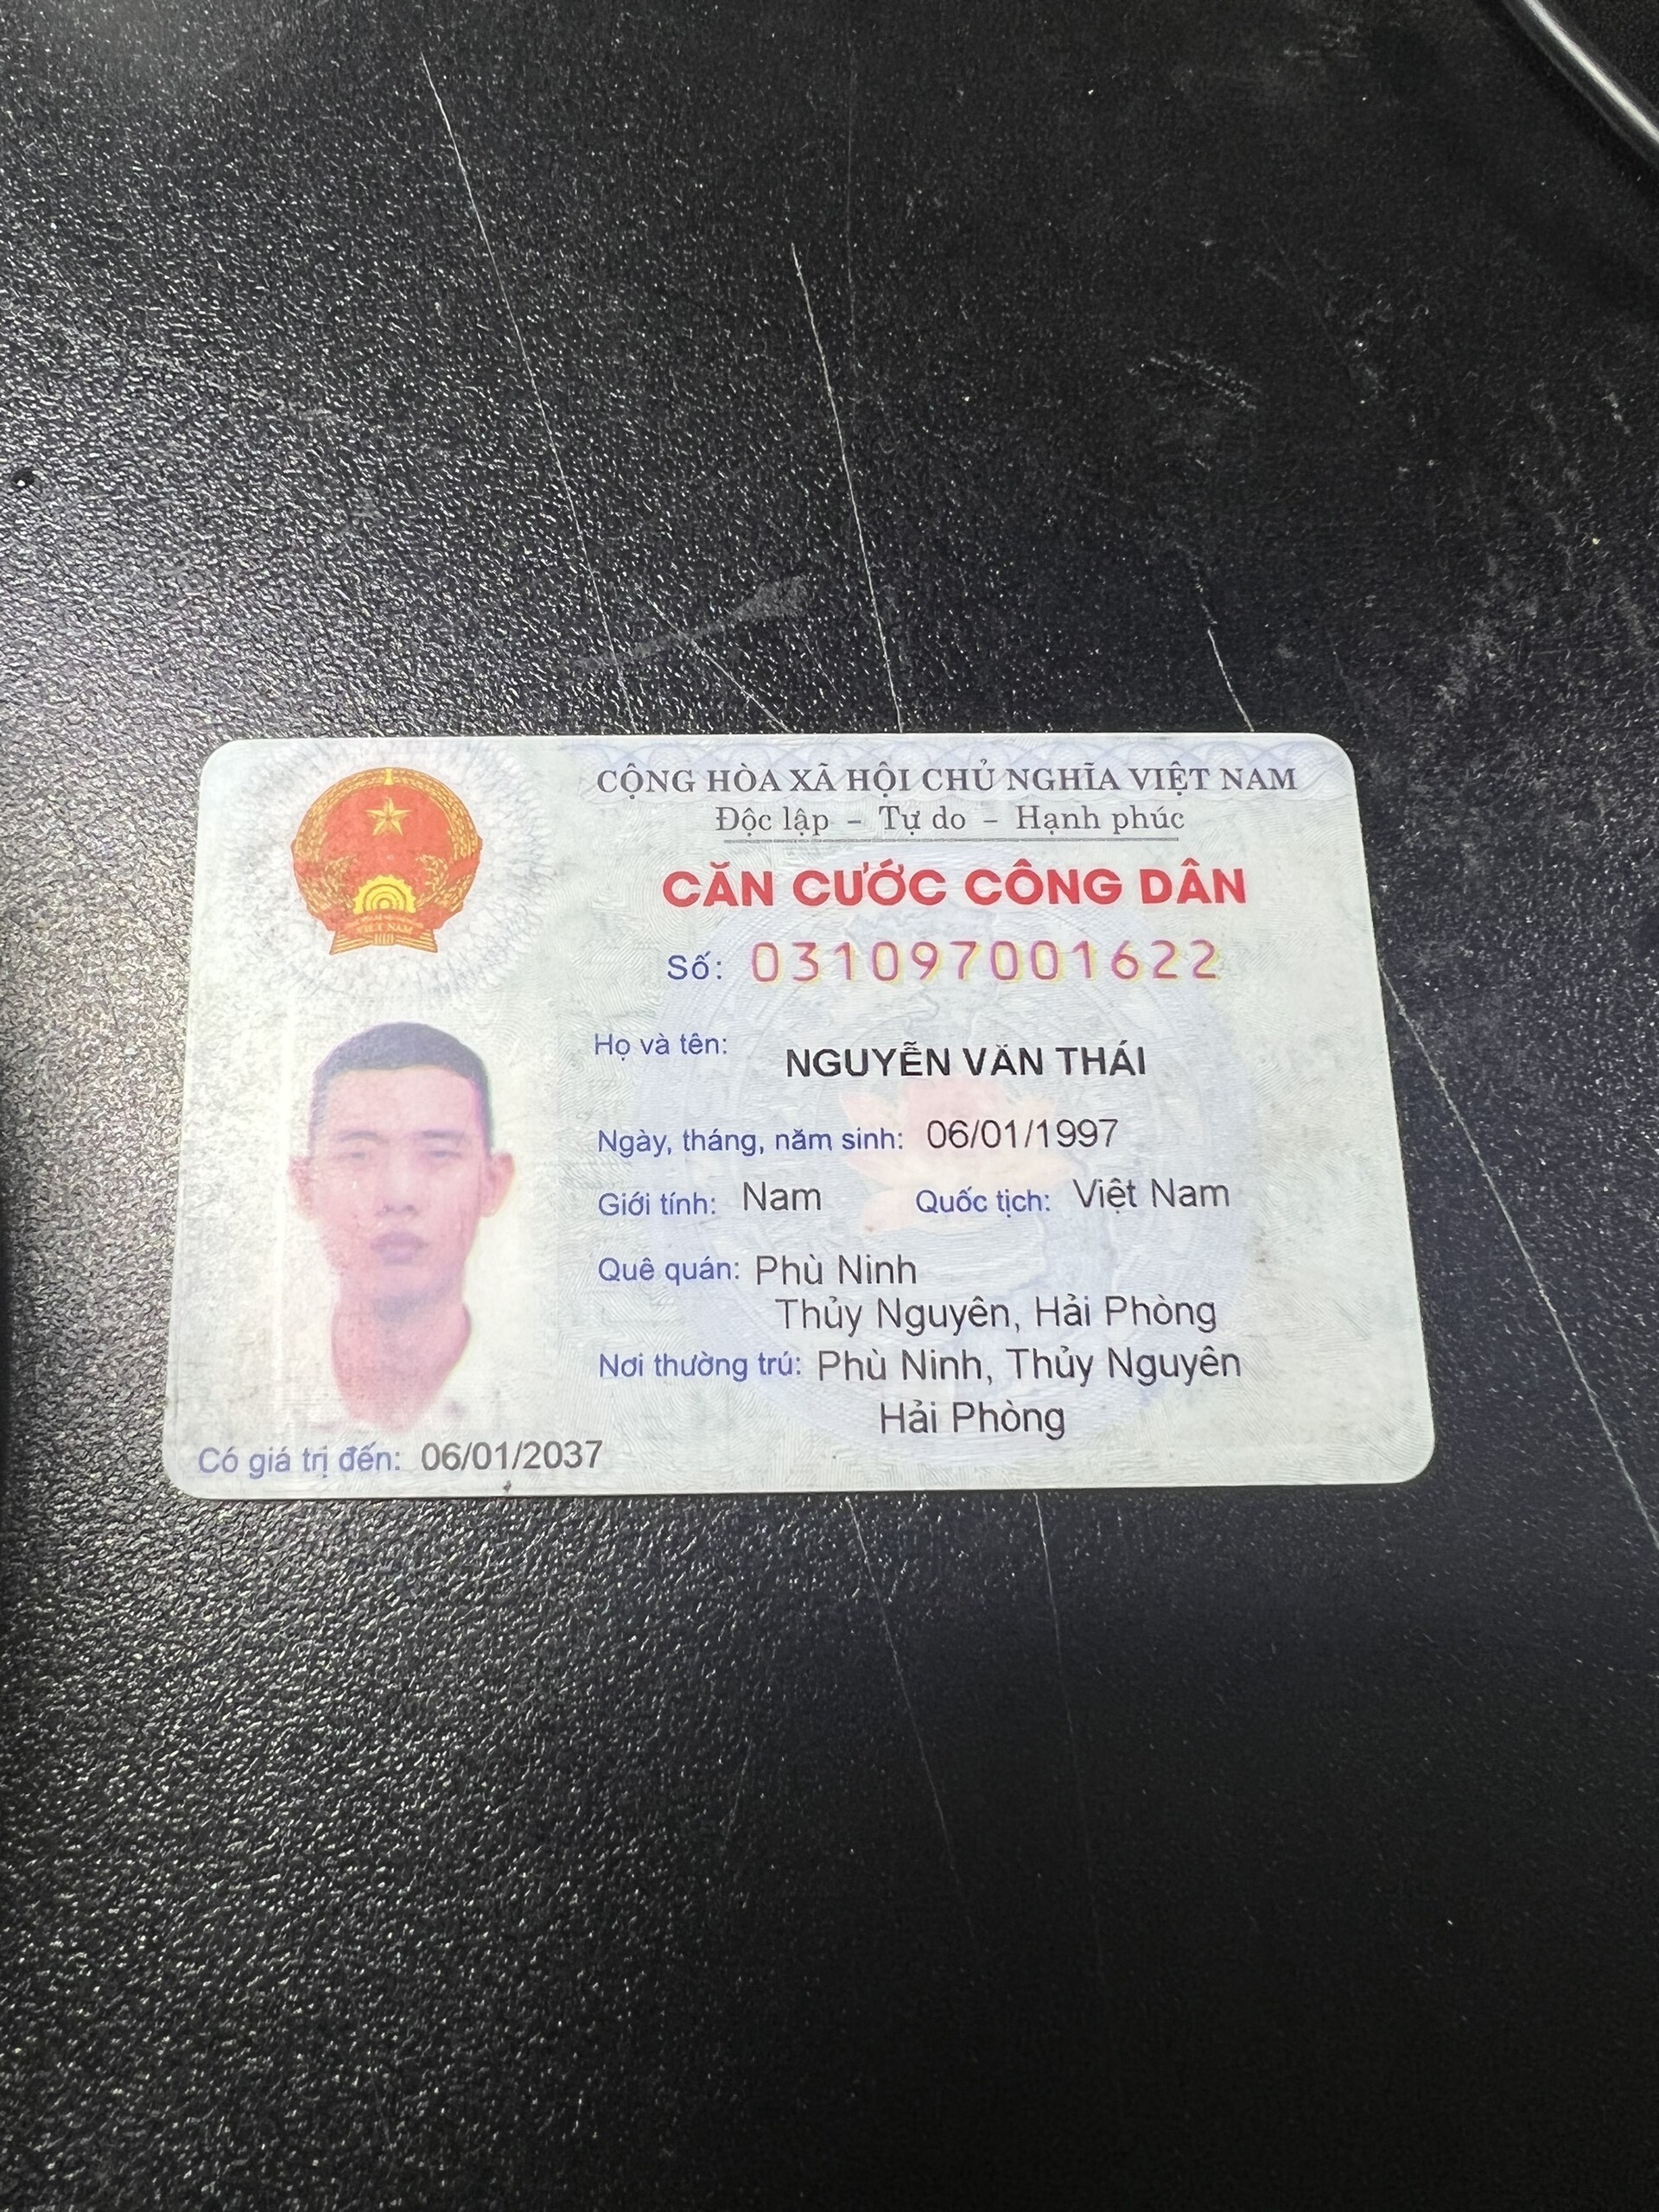 CỘNG HÒA XÃ HỘI CHỦ NGHĨA VIỆT NAM
Độc lập - Tự do - Hạnh phúc
CĂN CƯỚC CÔNG DÂN
Số: 031097001622
Họ và tên: NGUYỄN VĂN THÁI
Ngày, tháng, năm sinh: 06/01/1997
Giới tính: Nam Quốc tịch: Việt Nam
Quê quán: Phù Ninh
Thủy Nguyên, Hải Phòng
Nơi thường trú: Phù Ninh, Thủy Nguyên
Hải Phòng
Có giá trị đến: 06/01/2037
VIỆT NAM